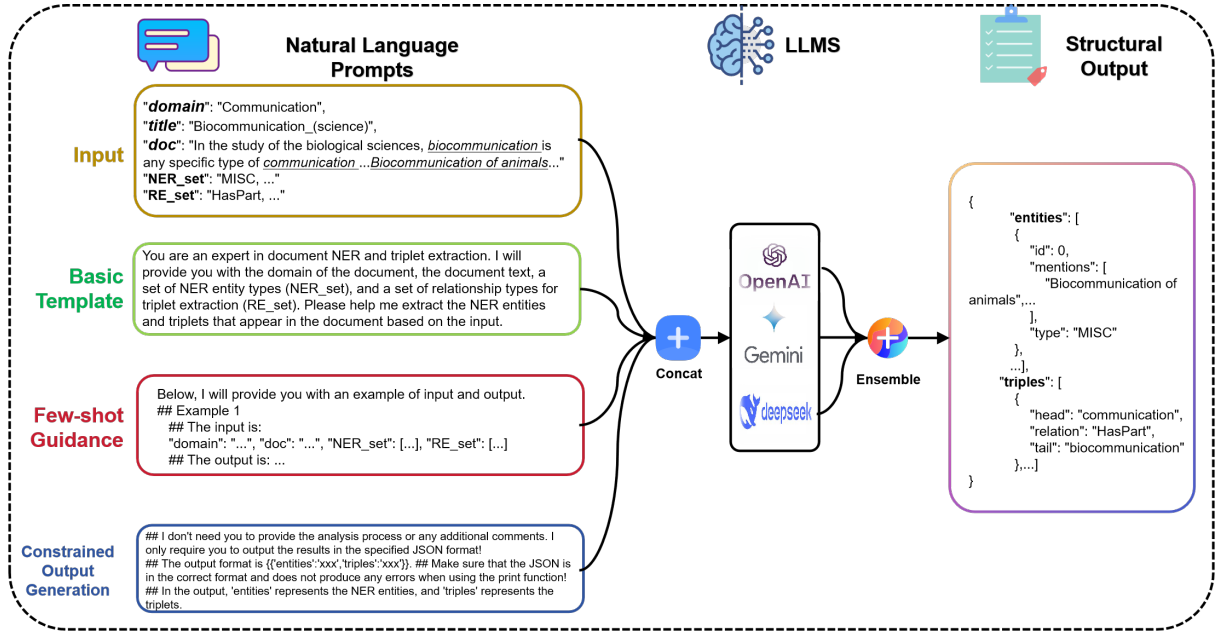 Natural Language
Prompts
LLMS
Structural
Output
Input
"domain": "Communication",
"title": "Biocommunication_(science)",
"doc": "In the study of the biological sciences, biocommunication is
any specific type of communication ...Biocommunication of animals..."
"NER_set": "MISC, ..."
"RE_set": "HasPart, ..."
Basic
Template
You are an expert in document NER and triplet extraction. I will
provide you with the domain of the document, the document text, a
set of NER entity types (NER_set), and a set of relationship types for
triplet extraction (RE_set). Please help me extract the NER entities
and triplets that appear in the document based on the input.
Few-shot
Guidance
Below, I will provide you with an example of input and output.
## Example 1
## The input is:
"domain": "...", "doc": "...", "NER_set": [...], "RE_set": [...]
## The output is: ...
Constrained
Output
Generation
## I don't need you to provide the analysis process or any additional comments. I
only require you to output the results in the specified JSON format!
## The output format is {{'entities':'xxx','triples':'xxx'}}. ## Make sure that the JSON is
in the correct format and does not produce any errors when using the print function!
## In the output, 'entities' represents the NER entities, and 'triples' represents the
triplets.
Concat
OpenAI
Gemini
deepseek
Ensemble
{
"entities": [
{
"id": 0,
"mentions": [
"Biocommunication of
animals",...
],
"type": "MISC"
},
...],
"triples": [
{
"head": "communication",
"relation": "HasPart",
"tail": "biocommunication"
},...]
}